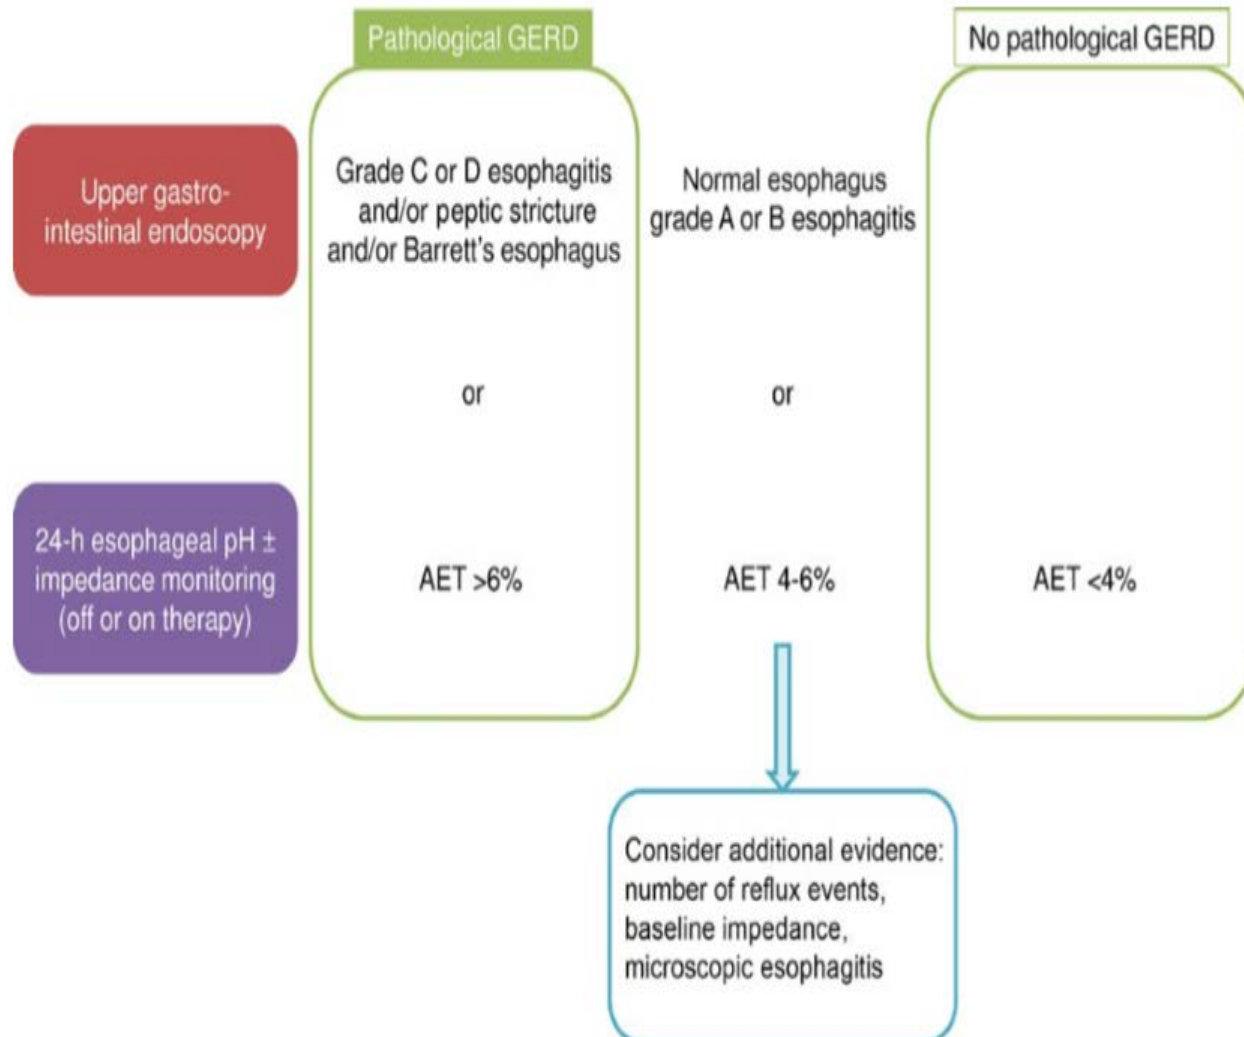 Pathological GERD
No pathological GERD
Upper gastro-
intestinal endoscopy
Grade C or D esophagitis
and/or peptic stricture
and/or Barrett's esophagus
Normal esophagus
grade A or B esophagitis
or
or
24-h esophageal pH ±
impedance monitoring
(off or on therapy)
AET >6%
AET 4-6%
AET <4%
Consider additional evidence:
number of reflux events,
baseline impedance,
microscopic esophagitis